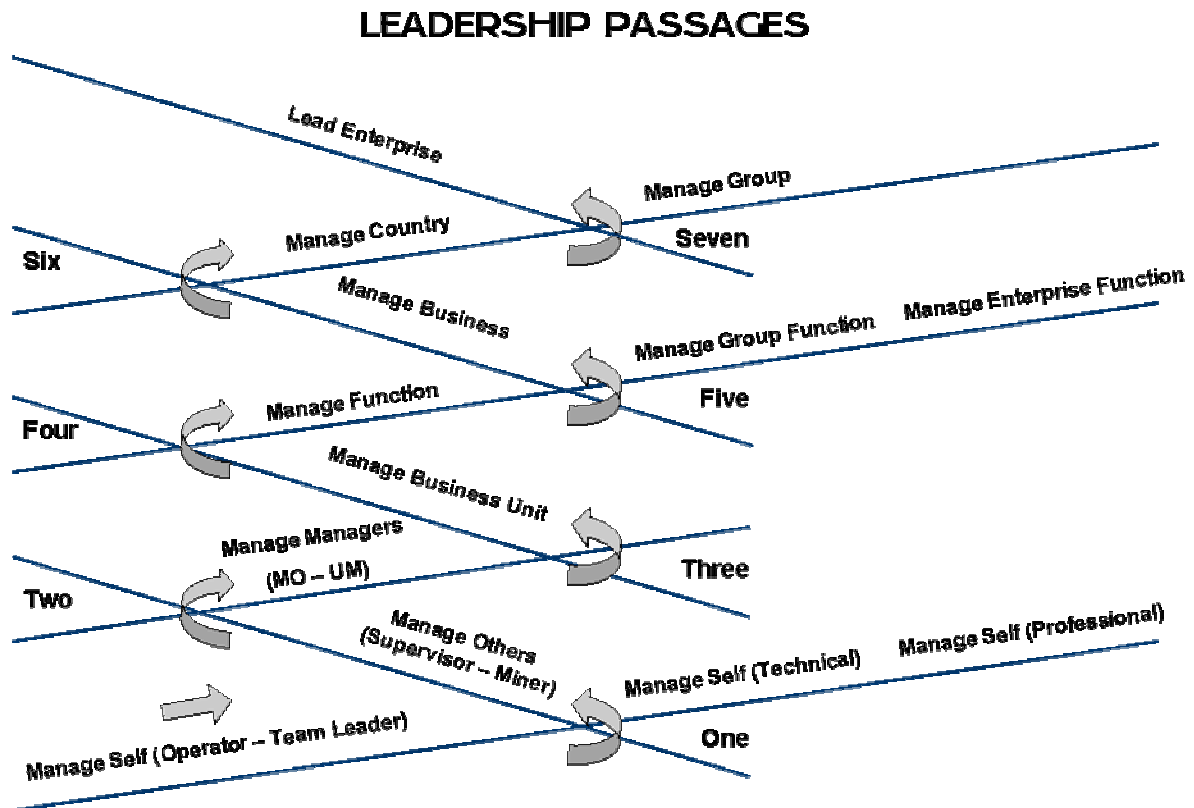 LEADERSHIP PASSAGES
Lead Enterprise
Manage Group
Manage Country
Seven
Six
Manage Business
Manage Group Function
Manage Enterprise Function
Manage Function
Five
Four
Manage Business Unit
Manage Managers
(MO – UM)
Three
Two
Manage Others
(Supervisor – Miner)
Manage Self (Technical)
Manage Self (Professional)
Manage Self (Operator – Team Leader)
One